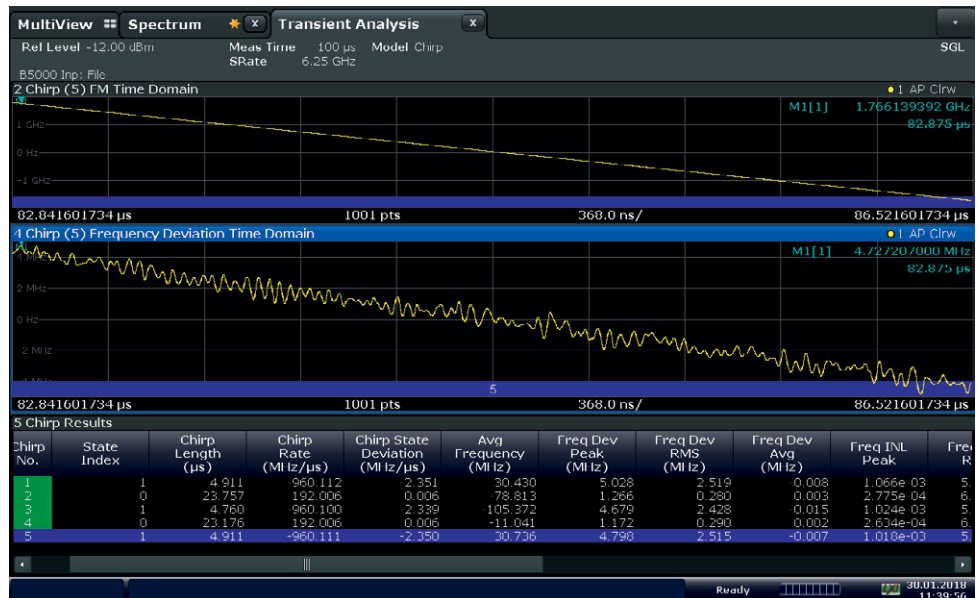 MultiView Spectrum x Transient Analysis x
Ref Level -12.00 dBm Meas Time 100 µs Model Chirp SGL
SRate 6.25 GHz
B5000 Inp: File
2 Chirp (5) FM Time Domain 1 AP Clrw
M1[1] 1.766139392 GHz
82.875 µs
1 GHz
0 Hz
-1 GHz
82.841601734 µs 1001 pts 368.0 ns/ 86.521601734 µs
4 Chirp (5) Frequency Deviation Time Domain 1 AP Clrw
M1[1] 4.727207000 MHz
82.875 µs
4 MHz
2 MHz
0 Hz
2 MHz
5
82.841601734 µs 1001 pts 368.0 ns/ 86.521601734 µs
5 Chirp Results
Chirp No. State Index Chirp Length (µs) Chirp Rate (MHz/µs) Chirp State Deviation (MHz/µs) Avg Frequency (MHz) Freq Dev Peak (MHz) Freq Dev RMS (MHz) Freq Dev Avg (MHz) Freq INL Peak Fre R
1 1 4.911 -960.112 -2.351 30.430 5.028 2.519 -0.008 1.066e-03 5.
2 0 23.757 192.006 0.006 -78.813 1.266 0.280 0.003 2.775e-04 6.
3 1 4.760 -960.100 -2.339 -105.372 4.679 2.428 -0.015 1.024e-03 5.
4 0 23.176 192.006 0.006 -11.041 1.172 0.290 0.002 2.634e-04 6.
5 1 4.911 -960.111 -2.350 30.736 4.798 2.515 -0.007 1.018e-03 5.
Ready 30.01.2018
11:39:56